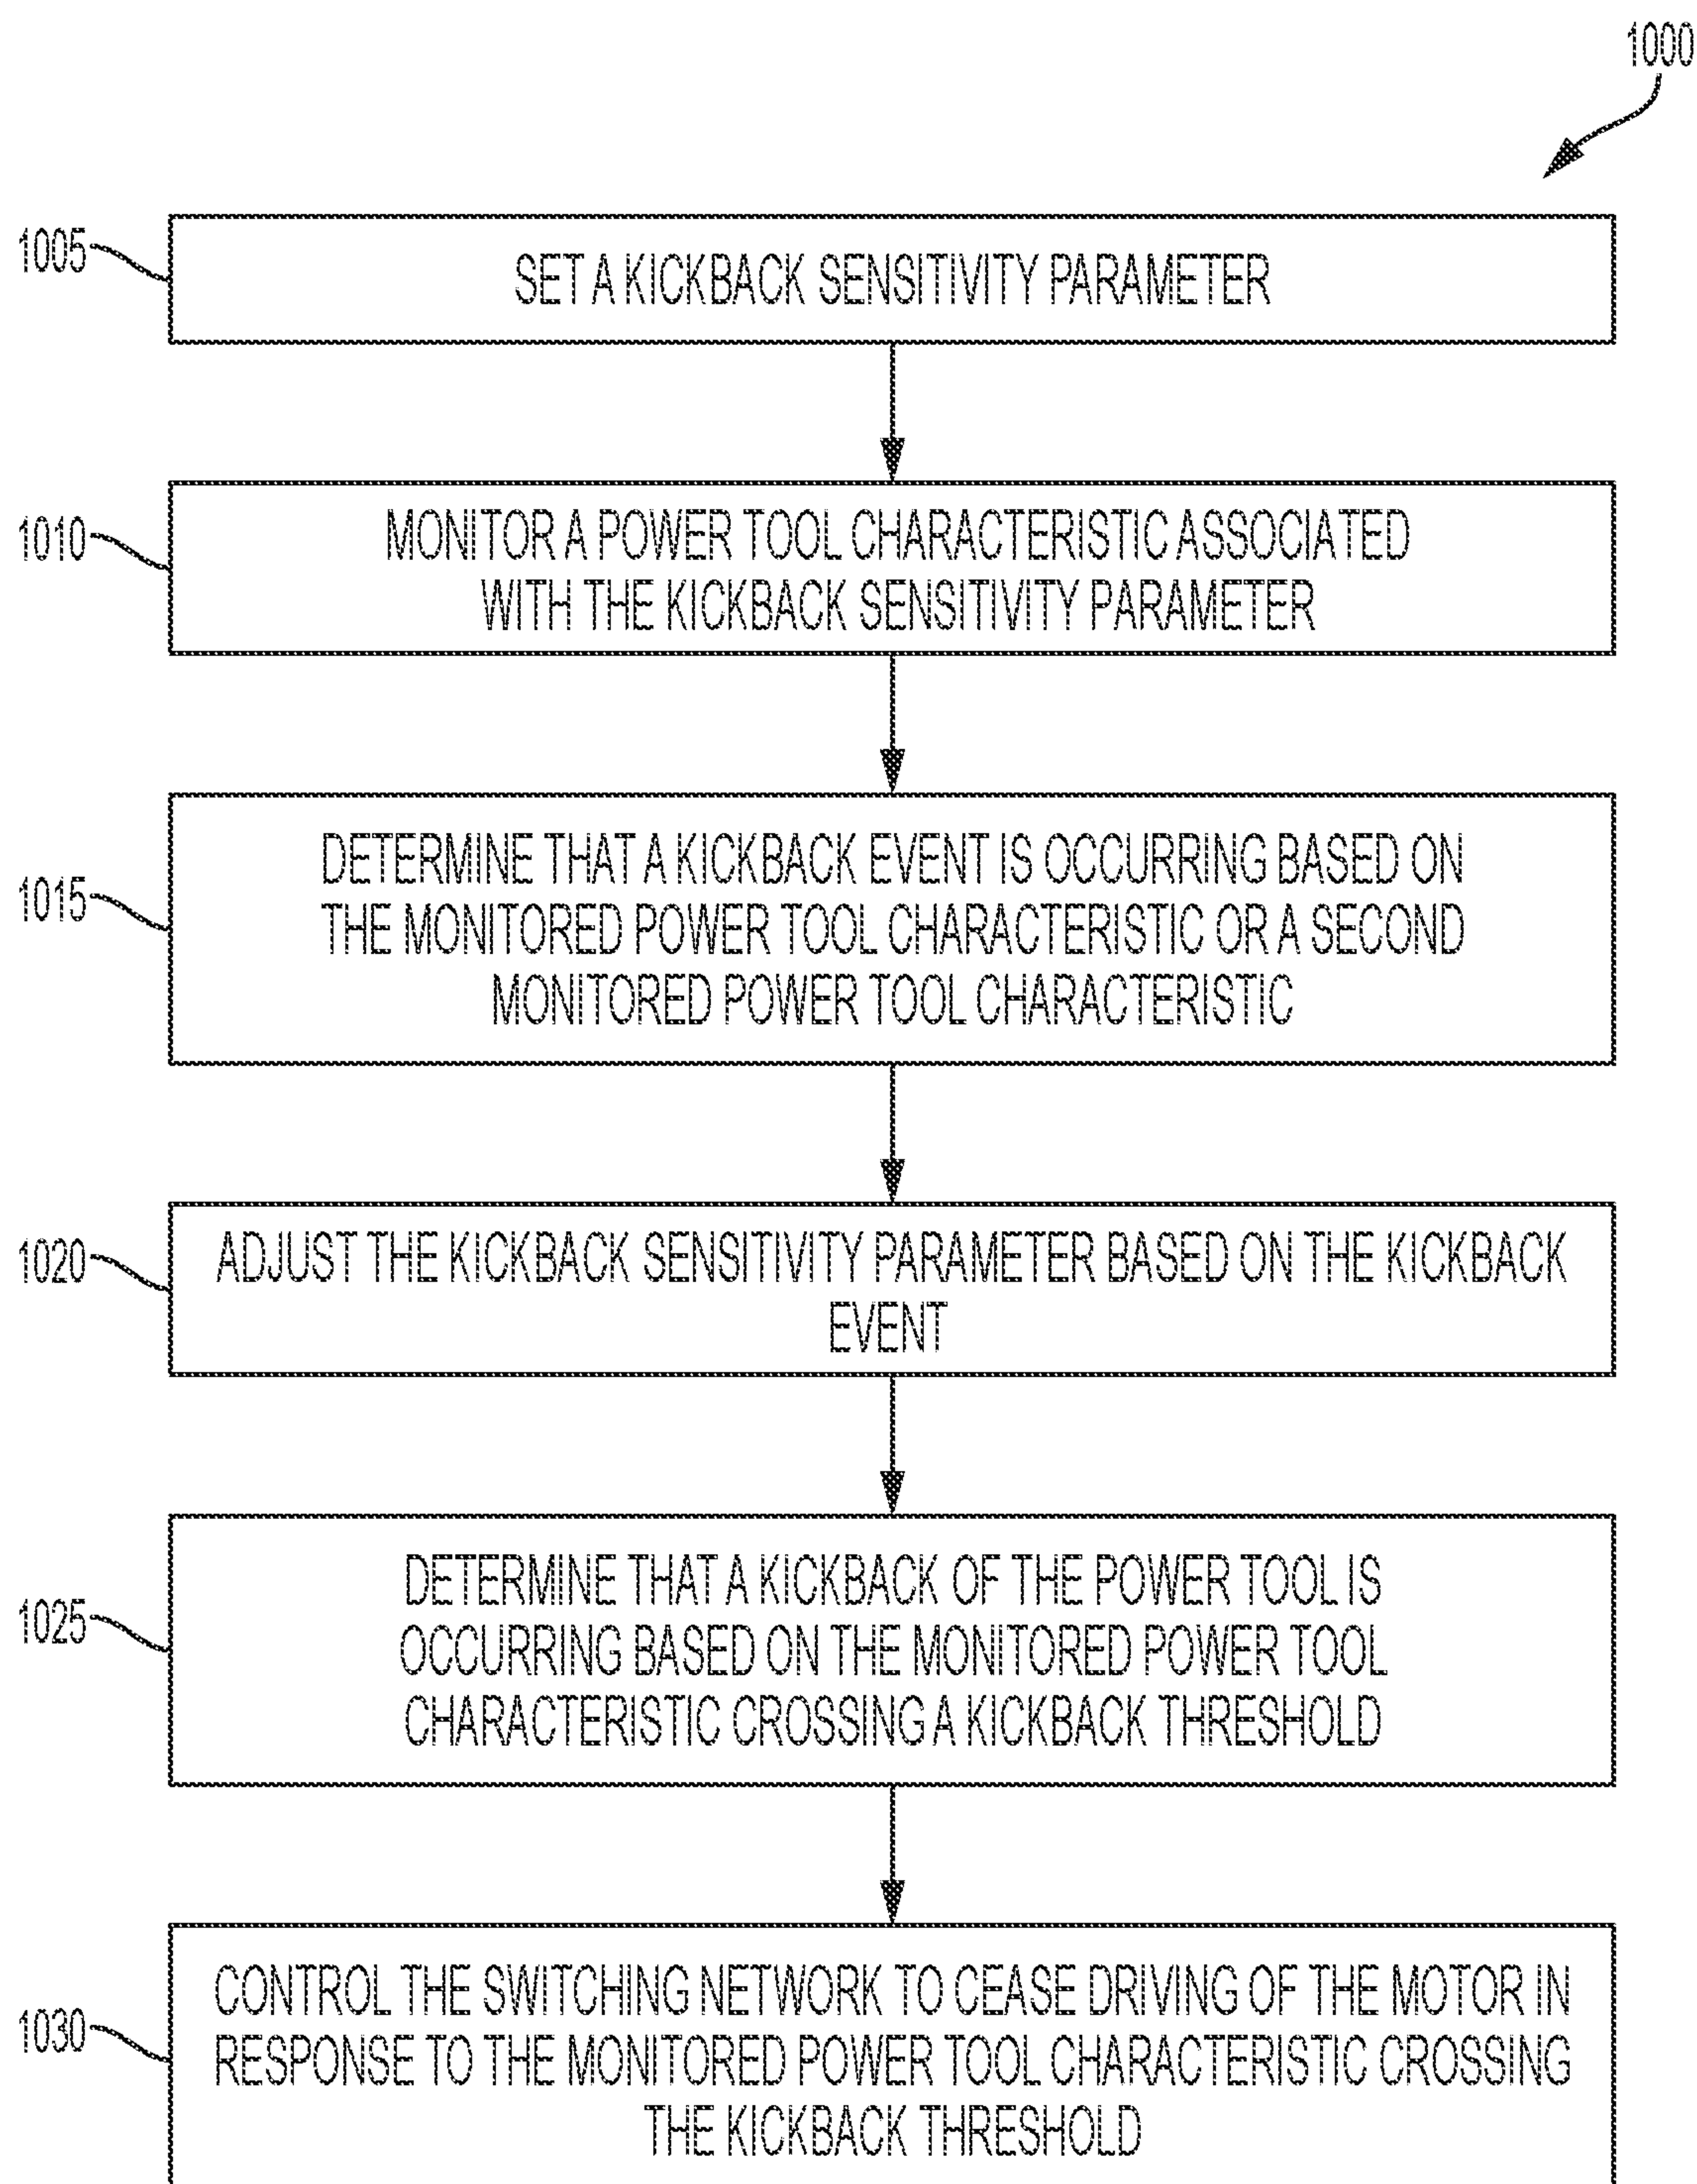 1000
1005
SET A KICKBACK SENSITIVITY PARAMETER
1010
MONITOR A POWER TOOL CHARACTERISTIC ASSOCIATED
WITH THE KICKBACK SENSITIVITY PARAMETER
1015
DETERMINE THAT A KICKBACK EVENT IS OCCURRING BASED ON
THE MONITORED POWER TOOL CHARACTERISTIC OR A SECOND
MONITORED POWER TOOL CHARACTERISTIC
1020
ADJUST THE KICKBACK SENSITIVITY PARAMETER BASED ON THE KICKBACK
EVENT
1025
DETERMINE THAT A KICKBACK OF THE POWER TOOL IS
OCCURRING BASED ON THE MONITORED POWER TOOL
CHARACTERISTIC CROSSING A KICKBACK THRESHOLD
1030
CONTROL THE SWITCHING NETWORK TO CEASE DRIVING OF THE MOTOR IN
RESPONSE TO THE MONITORED POWER TOOL CHARACTERISTIC CROSSING
THE KICKBACK THRESHOLD